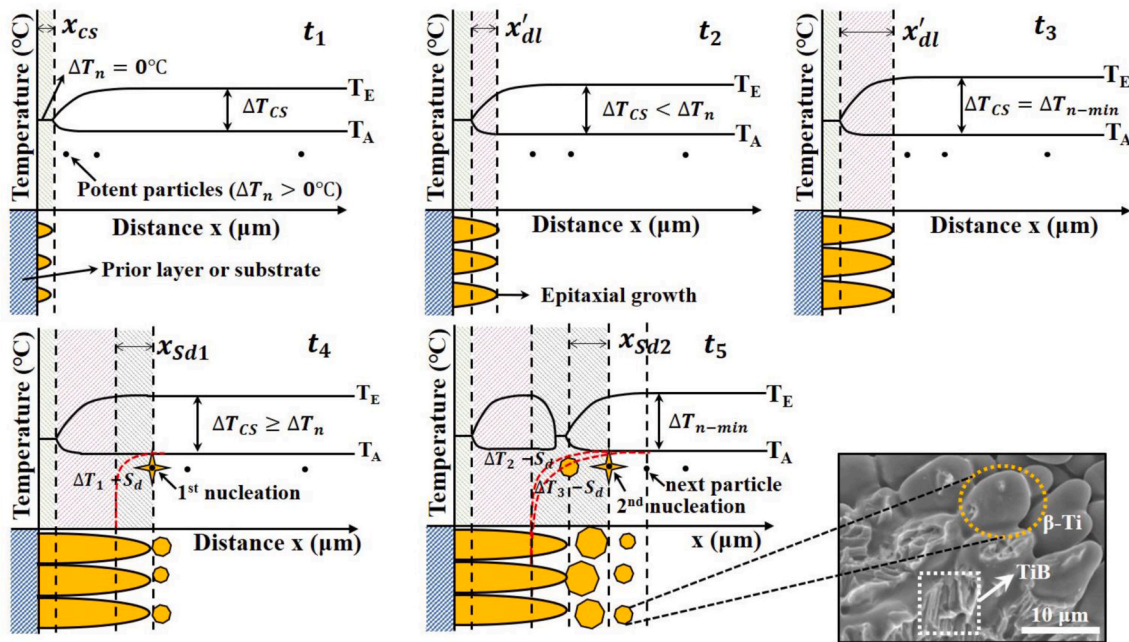 Temperature (°C)
x_cs
t_1
ΔT_n = 0°C
T_E
ΔT_CS
T_A
Potent particles (ΔT_n > 0°C)
Distance x (µm)
Prior layer or substrate
Temperature (°C)
x'_dl
t_2
T_E
ΔT_CS < ΔT_n
T_A
Distance x (µm)
Epitaxial growth
Temperature (°C)
x'_dl
t_3
T_E
ΔT_CS = ΔT_n−min
T_A
Distance x (µm)
Temperature (°C)
x_Sd1
t_4
T_E
ΔT_CS ≥ ΔT_n
T_A
ΔT_1 − S_d
1st nucleation
Distance x (µm)
Temperature (°C)
x_Sd2
t_5
T_E
ΔT_n−min
T_A
ΔT_2 − S_d
ΔT_3 − S_d
next particle
nucleation
2nd nucleation
x (µm)
β-Ti
TiB
10 µm